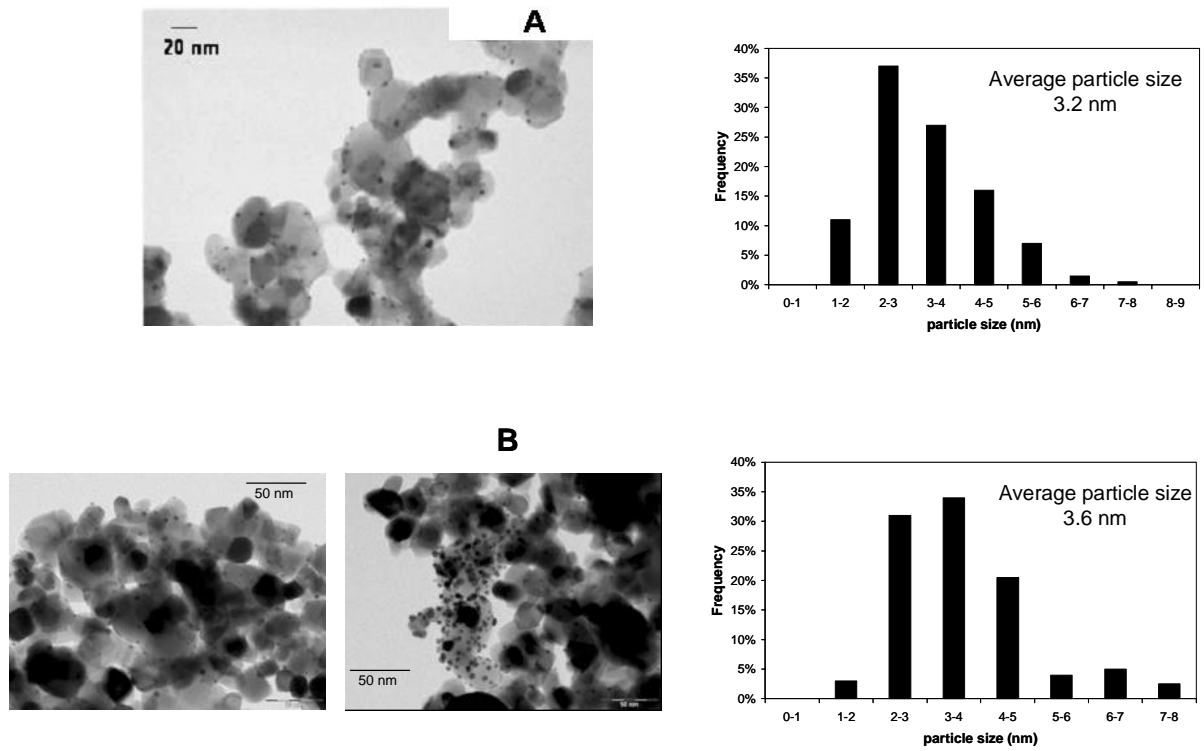 A
20 nm
Average particle size
3.2 nm
Frequency
40%
35%
30%
25%
20%
15%
10%
5%
0%
0-1 1-2 2-3 3-4 4-5 5-6 6-7 7-8 8-9
particle size (nm)
B
50 nm
50 nm
50 nm
Average particle size
3.6 nm
Frequency
40%
35%
30%
25%
20%
15%
10%
5%
0%
0-1 1-2 2-3 3-4 4-5 5-6 6-7 7-8
particle size (nm)